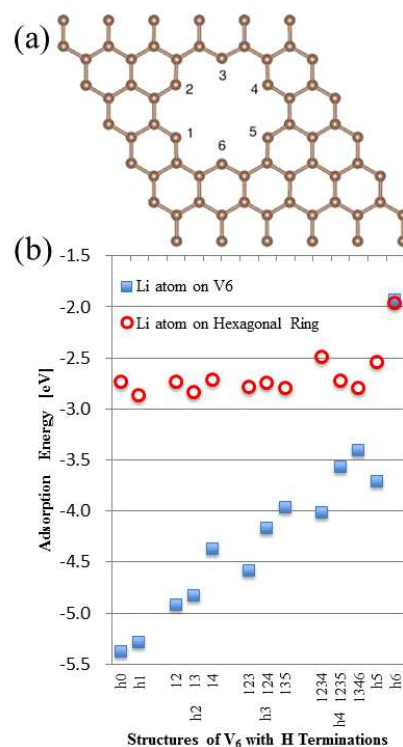 (a)
3
2 4
1 5
6
(b)
-1.5
-2.0
-2.5
-3.0
-3.5
-4.0
-4.5
-5.0
-5.5
Adsorption Energy [eV]
Li atom on V6
Li atom on Hexagonal Ring
h0 h1 12 13 14 123 124 135 1234 1235 1346 h5 h6
h2 h3 h4
Structures of V6 with H Terminations